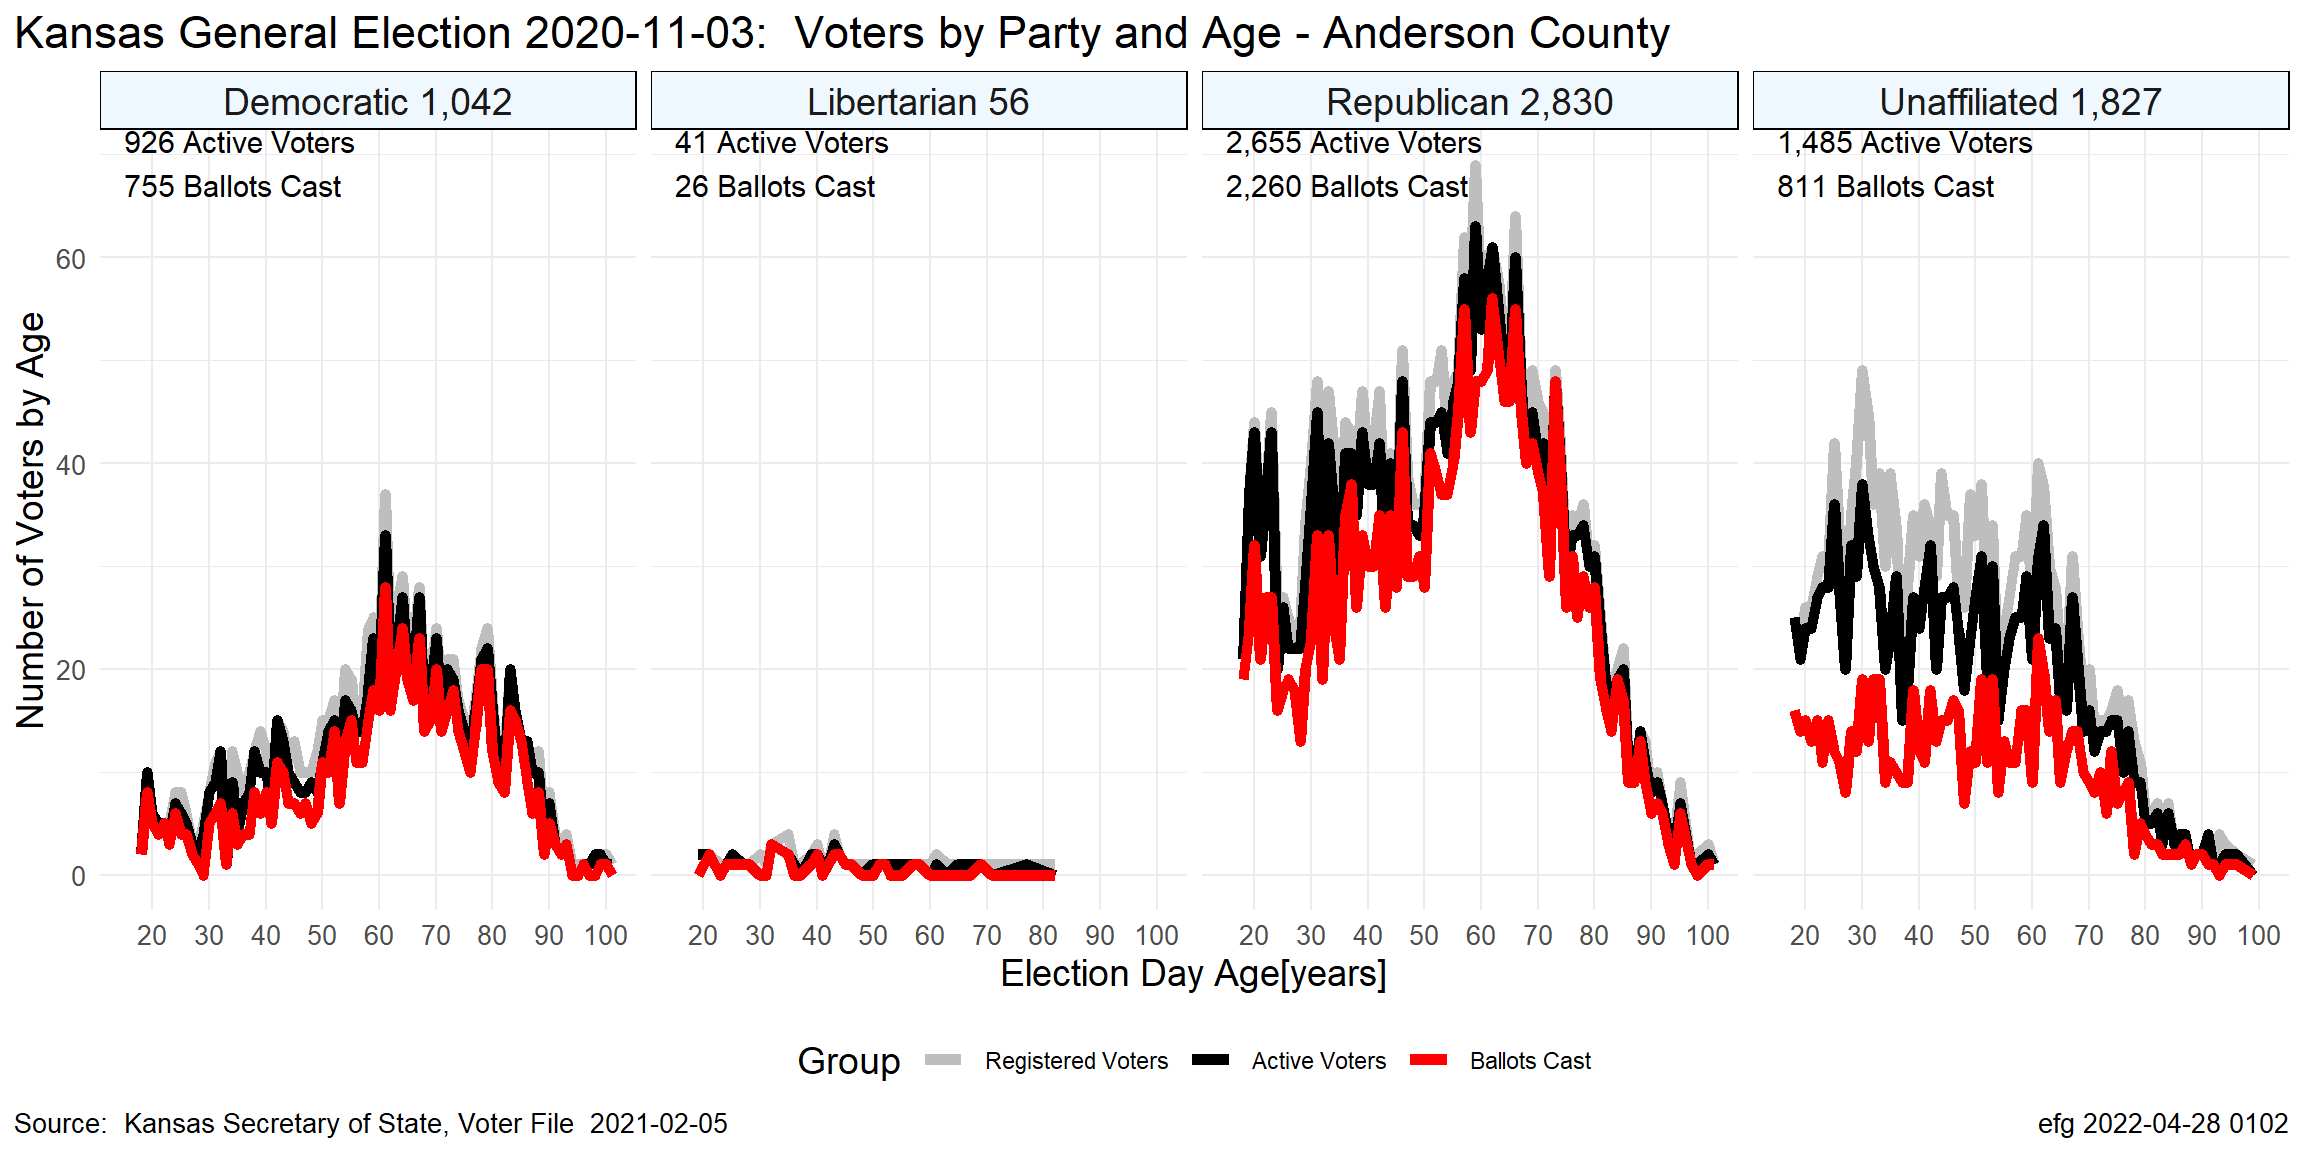 Kansas General Election 2020-11-03:  Voters by Party and Age - Anderson County
Democratic 1,042
Libertarian 56
Republican 2,830
Unaffiliated 1,827
926 Active Voters
755 Ballots Cast
41 Active Voters
26 Ballots Cast
2,655 Active Voters
2,260 Ballots Cast
1,485 Active Voters
811 Ballots Cast
Number of Voters by Age
60
40
20
0
20 30 40 50 60 70 80 90 100
20 30 40 50 60 70 80 90 100
20 30 40 50 60 70 80 90 100
20 30 40 50 60 70 80 90 100
Election Day Age[years]
Group Registered Voters Active Voters Ballots Cast
Source:  Kansas Secretary of State, Voter File  2021-02-05
efg 2022-04-28 0102